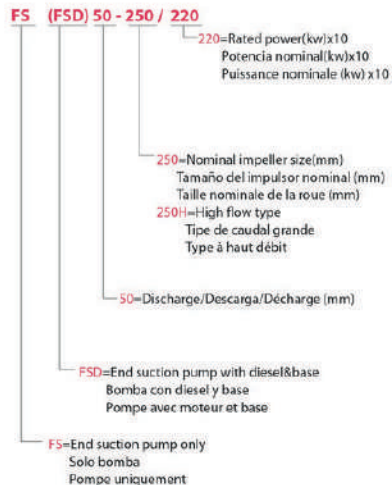 FS (FSD) 50 - 250 / 220
220=Rated power(kw)x10
Potencia nominal(kw)x10
Puissance nominale (kw) x10
250=Nominal impeller size(mm)
Tamaño del impulsor nominal (mm)
Taille nominale de la roue (mm)
250H=High flow type
Tipe de caudal grande
Type à haut débit
50=Discharge/Descarga/Décharge (mm)
FSD=End suction pump with diesel&base
Bomba con diesel y base
Pompe avec moteur et base
FS=End suction pump only
Solo bomba
Pompe uniquement